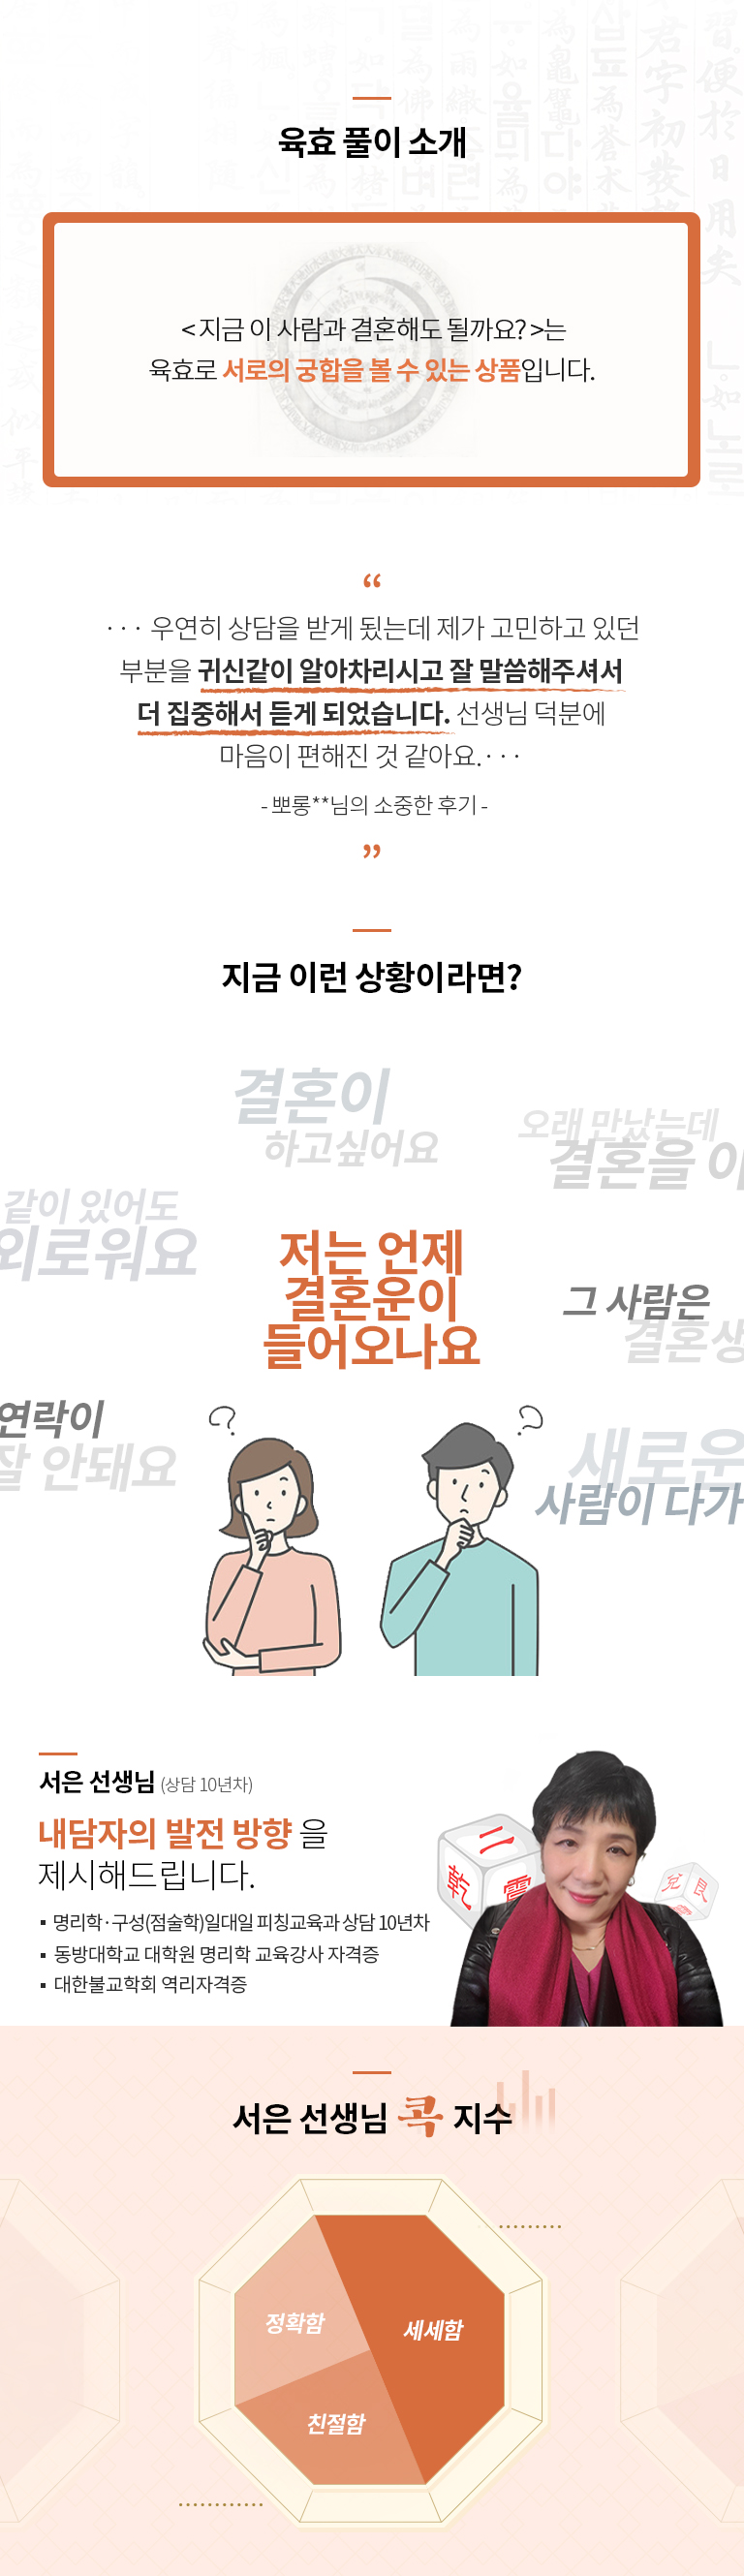 육효 풀이 소개
< 지금 이 사람과 결혼해도 될까요? >는
육효로 서로의 궁합을 볼 수 있는 상품입니다.
“
··· 우연히 상담을 받게 됬는데 제가 고민하고 있던
부분을 귀신같이 알아차리시고 잘 말씀해주셔서
더 집중해서 듣게 되었습니다. 선생님 덕분에
마음이 편해진 것 같아요.···
- 뽀롱**님의 소중한 후기 -
”
지금 이런 상황이라면?
결혼이
하고싶어요
오래 만났는데
결혼을 이
같이 있어도
외로워요
저는 언제
결혼운이
들어오나요
그 사람은
결혼생
연락이
잘 안돼요
새로운
사람이 다가
서은 선생님 (상담 10년차)
내담자의 발전 방향 을
제시해드립니다.
▪ 명리학·구성(점술학)일대일 피칭교육과 상담 10년차
▪ 동방대학교 대학원 명리학 교육강사 자격증
▪ 대한불교학회 역리자격증
乾 二 震
兌 艮
서은 선생님 콕 지수
정확함
세세함
친절함